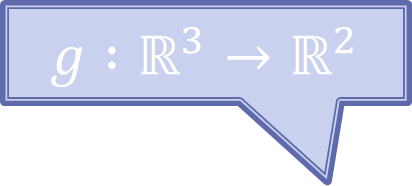 g : ℝ³ → ℝ²